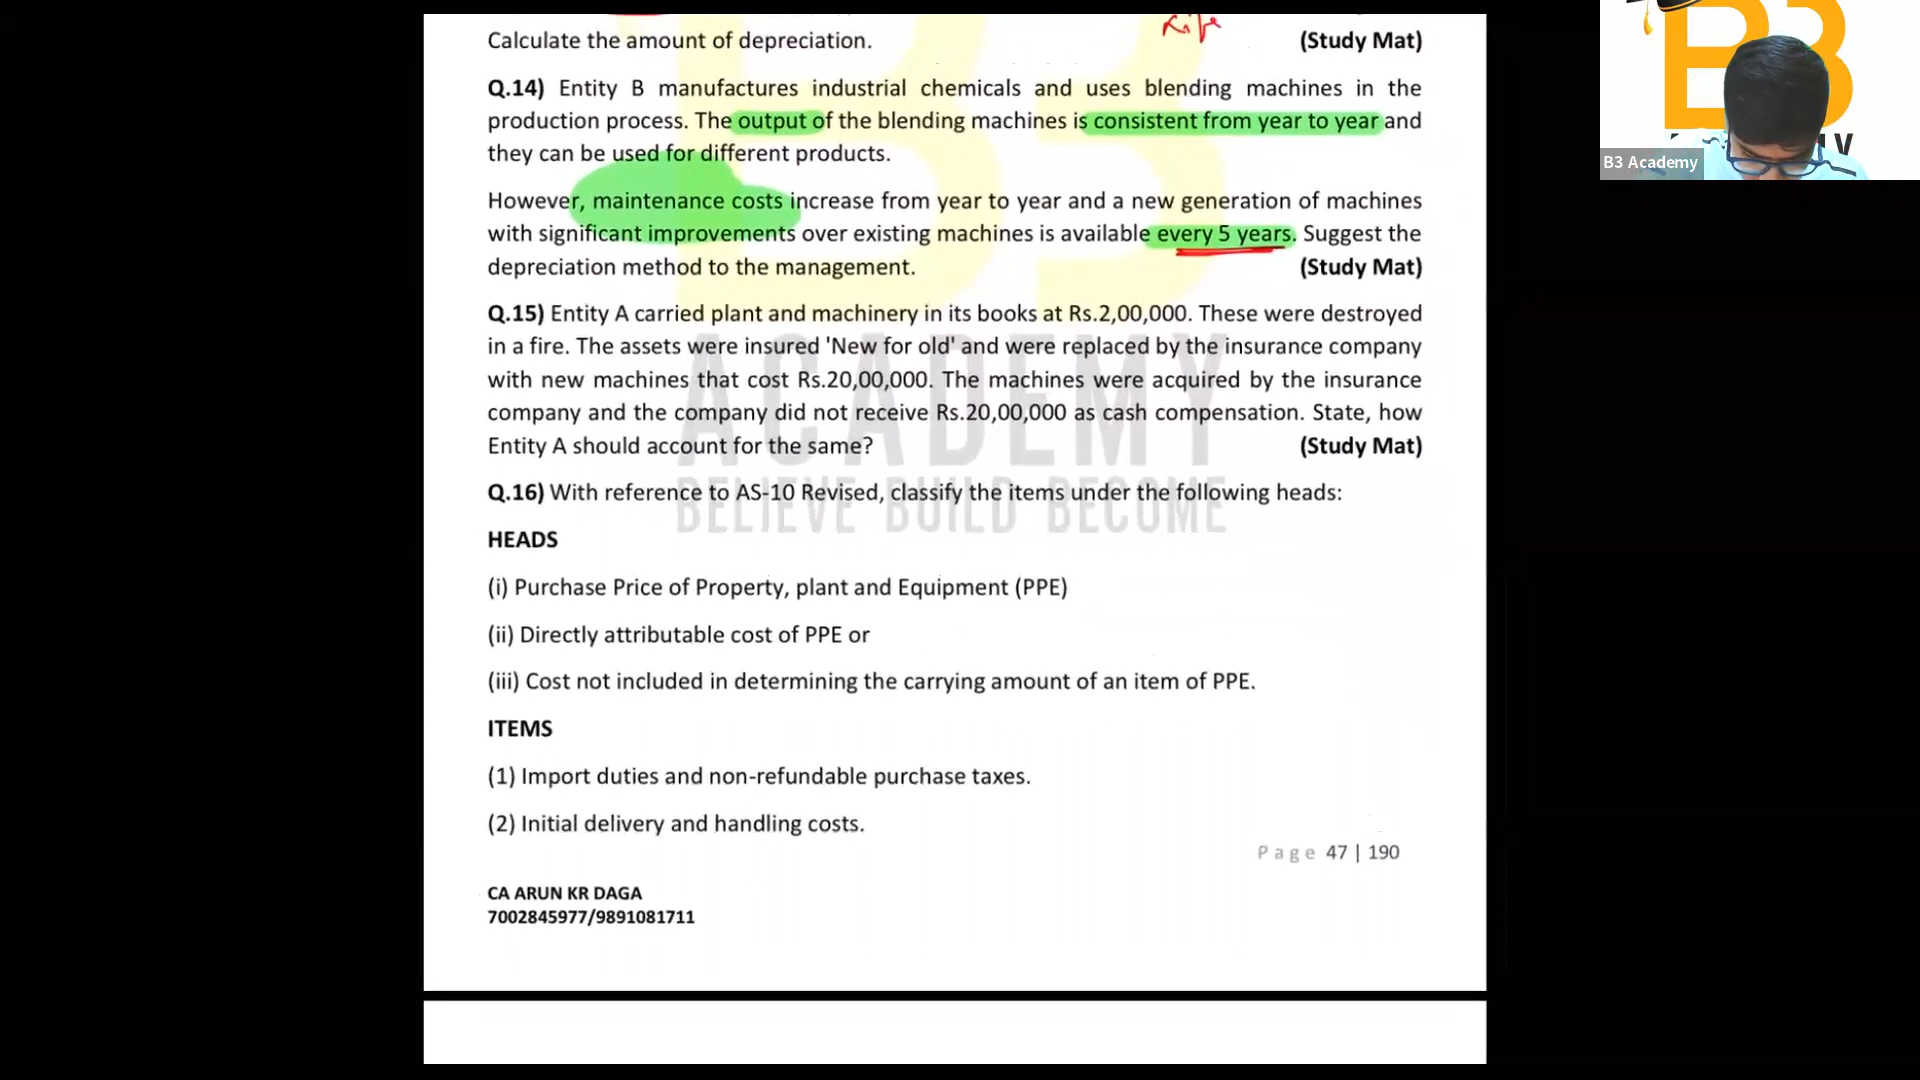 Life
Calculate the amount of depreciation. (Study Mat)
Q.14) Entity B manufactures industrial chemicals and uses blending machines in the
production process. The output of the blending machines is consistent from year to year and
they can be used for different products.
However, maintenance costs increase from year to year and a new generation of machines
with significant improvements over existing machines is available every 5 years. Suggest the
depreciation method to the management. (Study Mat)
Q.15) Entity A carried plant and machinery in its books at Rs.2,00,000. These were destroyed
in a fire. The assets were insured 'New for old' and were replaced by the insurance company
with new machines that cost Rs.20,00,000. The machines were acquired by the insurance
company and the company did not receive Rs.20,00,000 as cash compensation. State, how
Entity A should account for the same? (Study Mat)
Q.16) With reference to AS-10 Revised, classify the items under the following heads:
HEADS
(i) Purchase Price of Property, plant and Equipment (PPE)
(ii) Directly attributable cost of PPE or
(iii) Cost not included in determining the carrying amount of an item of PPE.
ITEMS
(1) Import duties and non-refundable purchase taxes.
(2) Initial delivery and handling costs.
Page 47 | 190
CA ARUN KR DAGA
7002845977/9891081711
B3
ACADEMY
BELIEVE BUILD BECOME
B3
B3 Academy